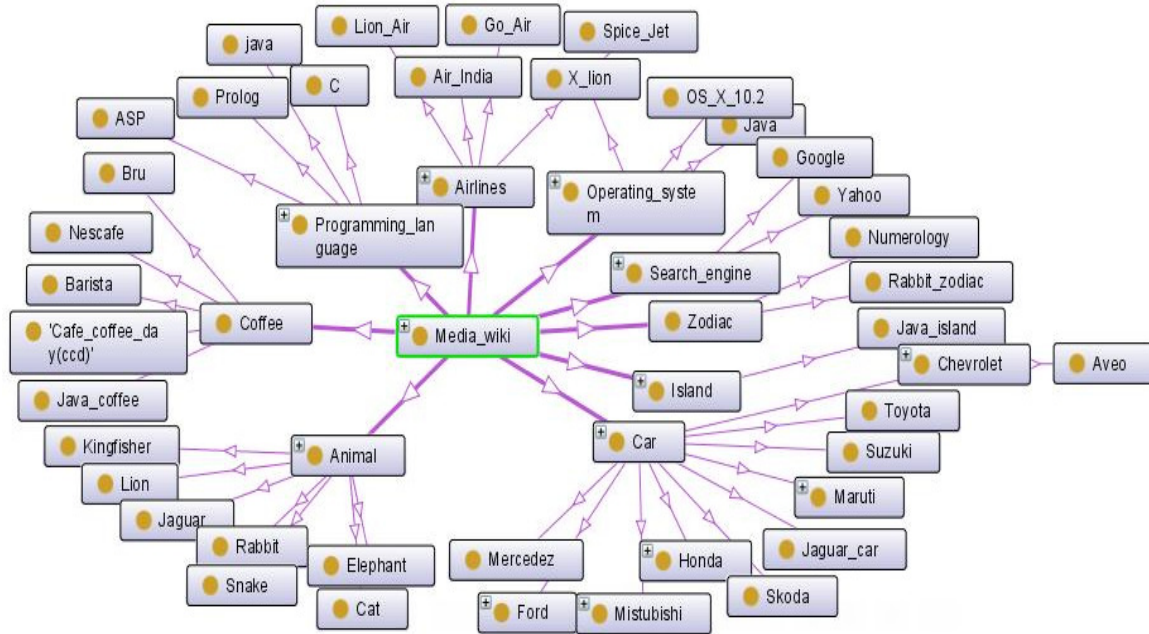 Lion_Air
Go_Air
Spice_Jet
java
Air_India
X_lion
C
Prolog
OS_X_10.2
ASP
Java
Google
Bru
Airlines
Operating_syste
m
Yahoo
Programming_lan
guage
Nescafe
Numerology
Search_engine
Rabbit_zodiac
Barista
Coffee
Zodiac
Java_island
'Cafe_coffee_da
y(ccd)'
Media_wiki
Chevrolet
Aveo
Island
Java_coffee
Toyota
Kingfisher
Animal
Car
Suzuki
Lion
Maruti
Jaguar
Rabbit
Elephant
Mercedez
Honda
Jaguar_car
Snake
Cat
Ford
Mistubishi
Skoda